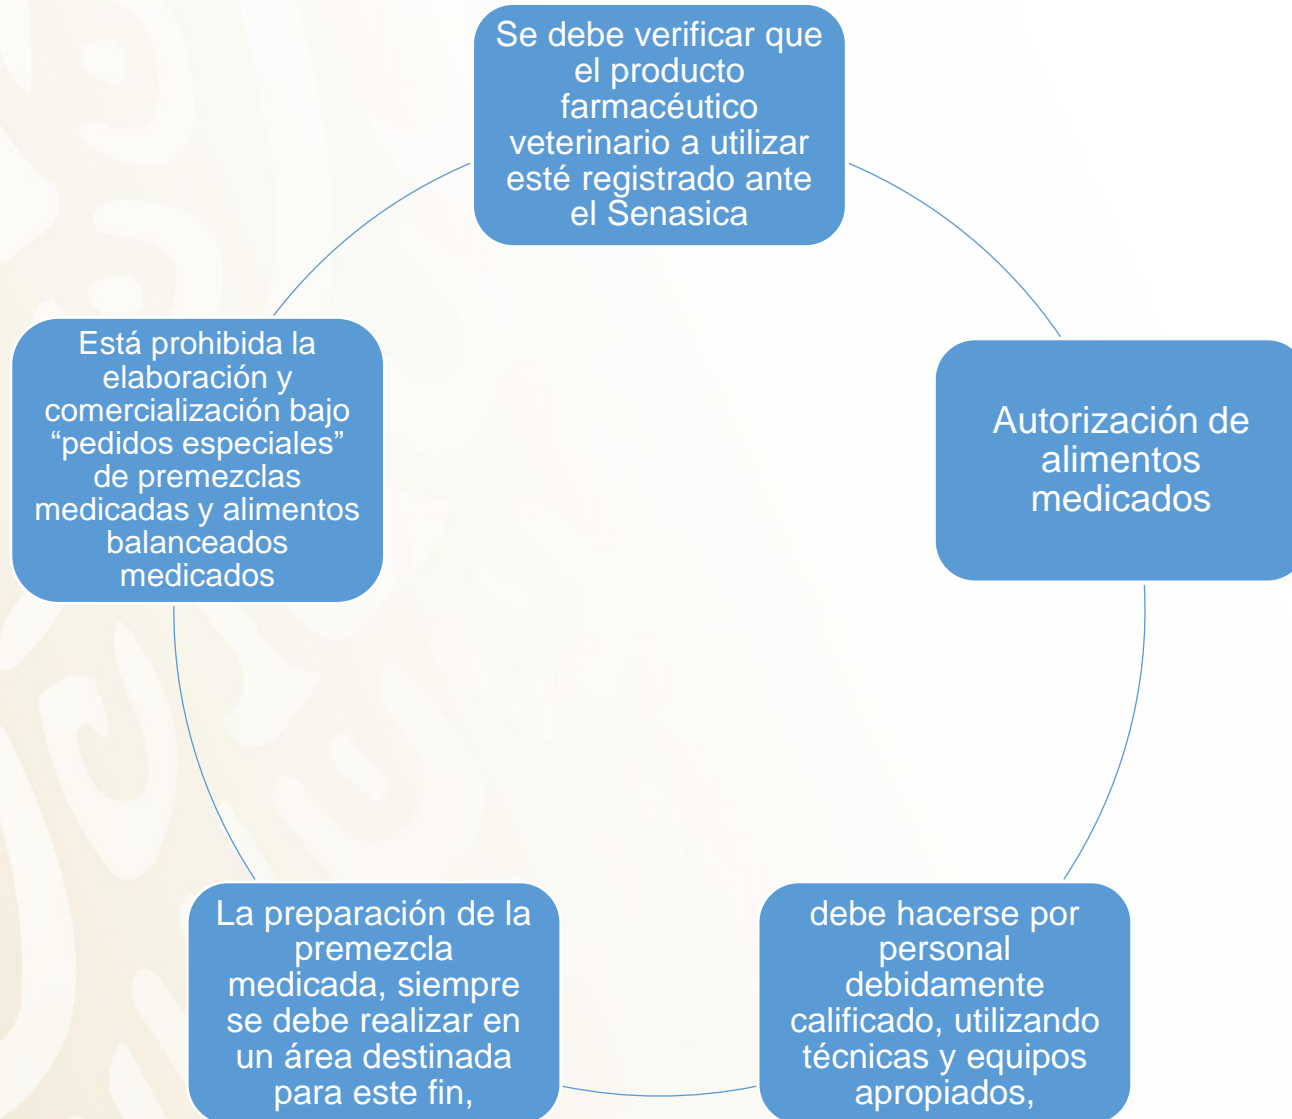 Se debe verificar que
el producto
farmacéutico
veterinario a utilizar
esté registrado ante
el Senasica
Autorización de
alimentos
medicados
debe hacerse por
personal
debidamente
calificado, utilizando
técnicas y equipos
apropiados,
La preparación de la
premezcla
medicada, siempre
se debe realizar en
un área destinada
para este fin,
Está prohibida la
elaboración y
comercialización bajo
“pedidos especiales”
de premezclas
medicadas y alimentos
balanceados
medicados